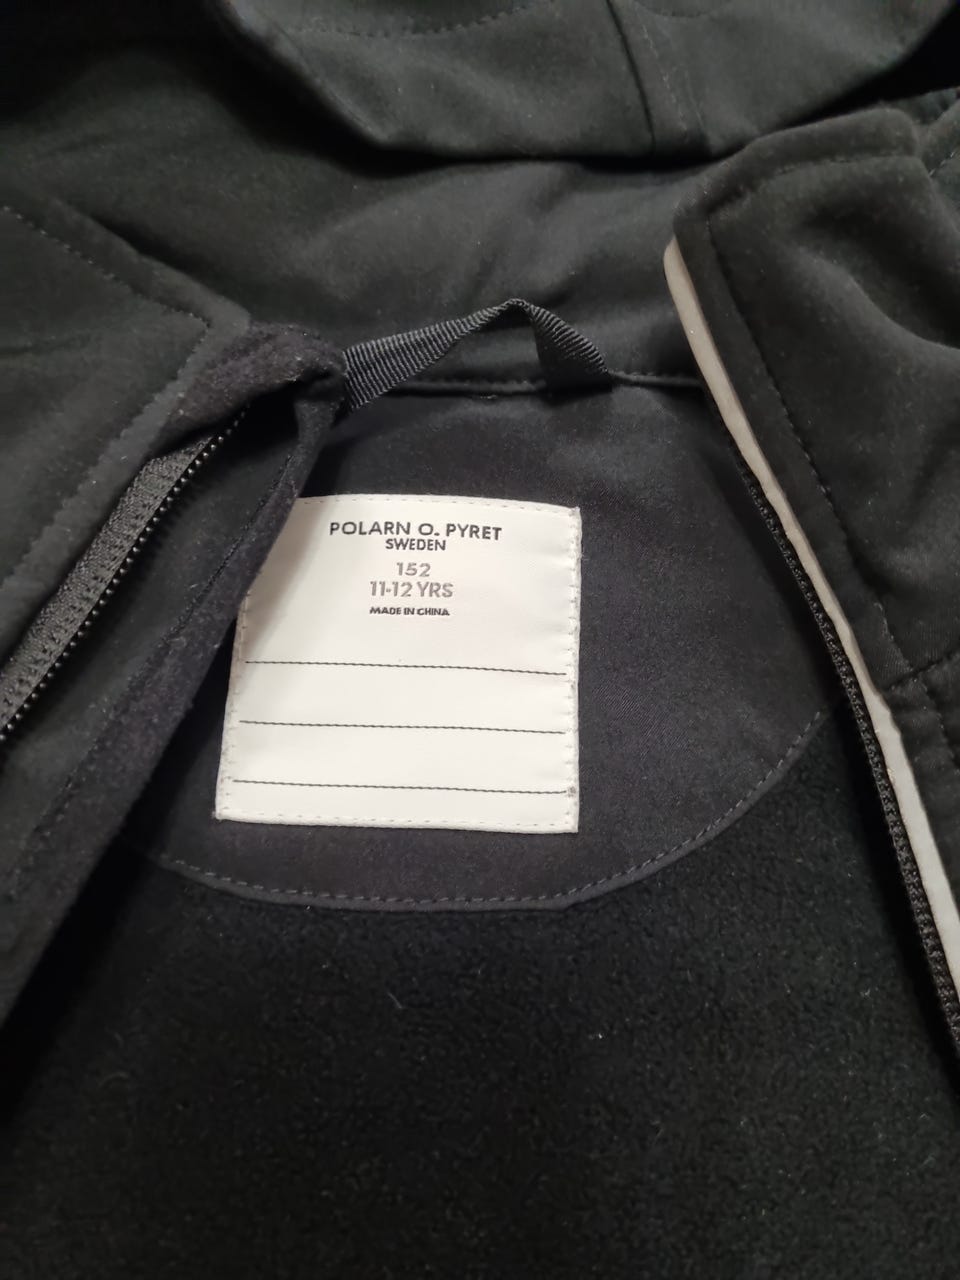 POLARN O. PYRET
SWEDEN
152
11-12 YRS
MADE IN CHINA